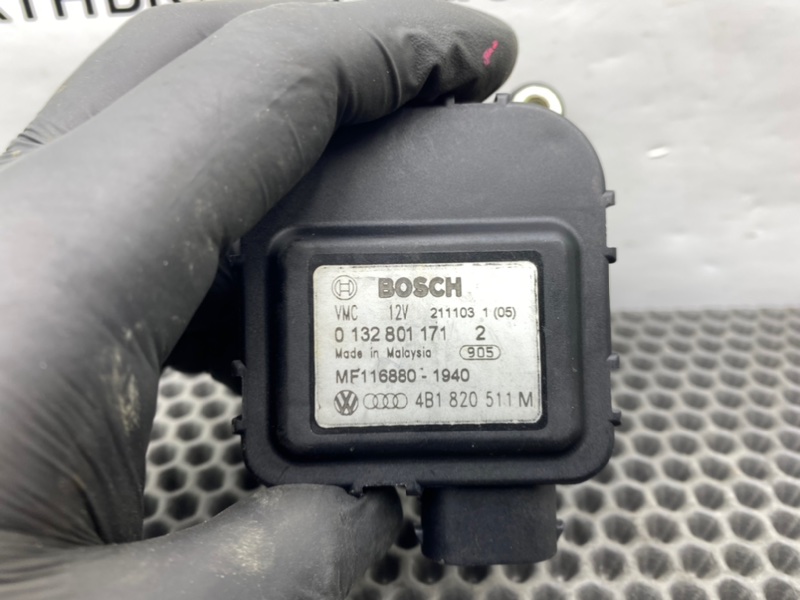 BOSCH
VMC 12V 211103 1 (05)
0 132 801 171 2
Made in Malaysia 905
MF116880-1940
4B1 820 511 M